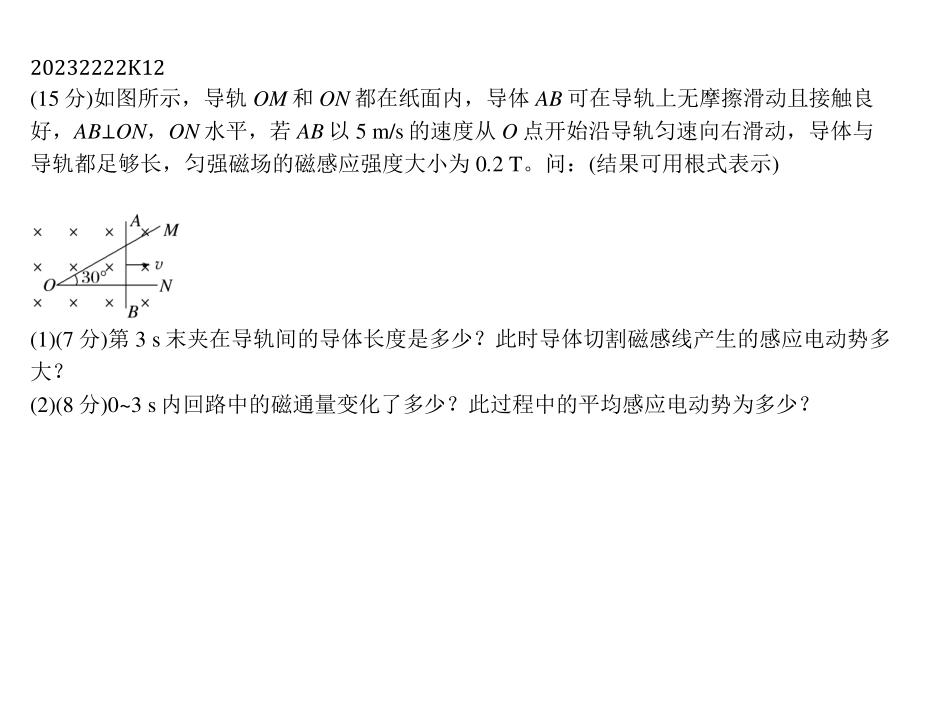 20232222K12
(15 分)如图所示，导轨 OM 和 ON 都在纸面内，导体 AB 可在导轨上无摩擦滑动且接触良
好，AB⊥ON，ON 水平，若 AB 以 5 m/s 的速度从 O 点开始沿导轨匀速向右滑动，导体与
导轨都足够长，匀强磁场的磁感应强度大小为 0.2 T。问：(结果可用根式表示)
A
M
v
O
30°
N
B
(1)(7 分)第 3 s 末夹在导轨间的导体长度是多少？此时导体切割磁感线产生的感应电动势多
大？
(2)(8 分)0~3 s 内回路中的磁通量变化了多少？此过程中的平均感应电动势为多少？